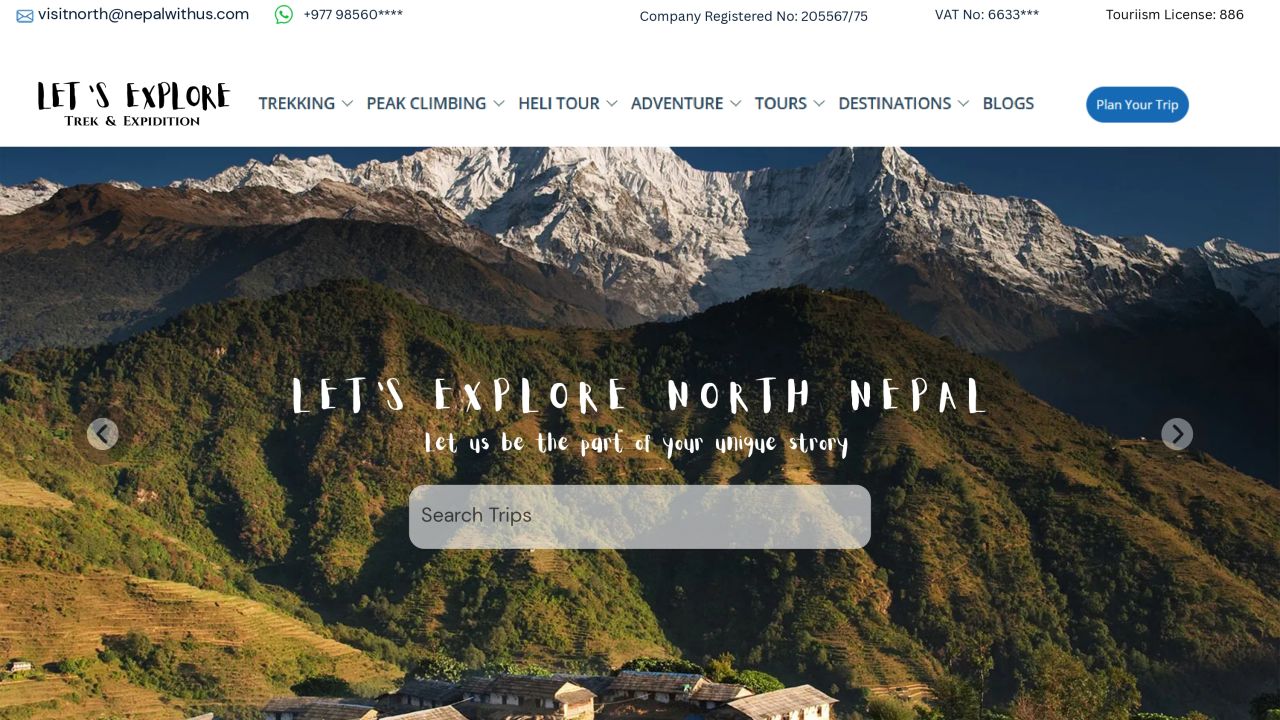 visitnorth@nepalwithus.com +977 98560**** Company Registered No: 205567/75 VAT No: 6633*** Touriism License: 886
LET'S EXPLORE
TREK & EXPIDITION
TREKKING PEAK CLIMBING HELI TOUR ADVENTURE TOURS DESTINATIONS BLOGS Plan Your Trip
LET'S EXPLORE NORTH NEPAL
Let us be the part of your unique strory
Search Trips